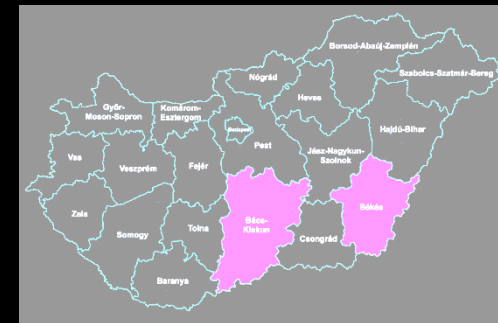 Borsod-Abaúj-Zemplén
Szabolcs-Szatmár-Bereg
Nógrád
Heves
Győr-
Moson-Sopron
Komárom-
Esztergom
Budapest
Hajdú-Bihar
Pest
Jász-Nagykun-
Szolnok
Vas
Veszprém
Fejér
Zala
Somogy
Tolna
Bács-
Kiskun
Békés
Csongrád
Baranya